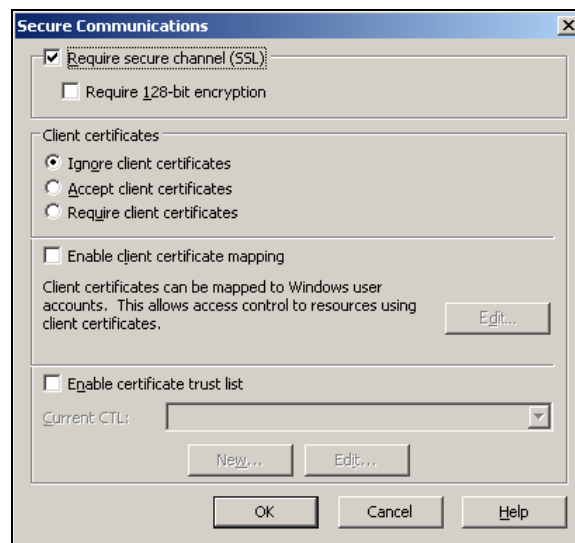 Secure Communications
Require secure channel (SSL)
Require 128-bit encryption
Client certificates
Ignore client certificates
Accept client certificates
Require client certificates
Enable client certificate mapping
Client certificates can be mapped to Windows user
accounts. This allows access control to resources using
client certificates.
Edit...
Enable certificate trust list
Current CTL:
New... Edit...
OK Cancel Help